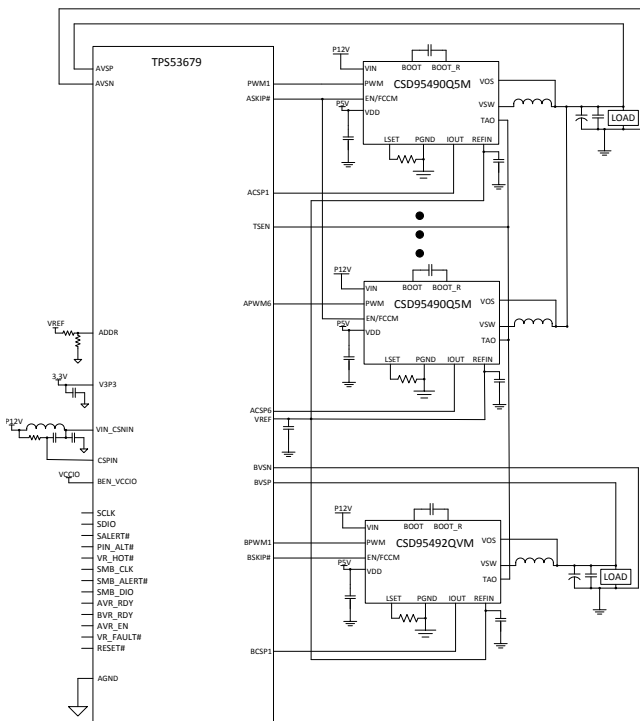 TPS53679
AVSP
AVSN
PWM1
ASKIP#
ACSP1
TSEN
APWM6
ADDR
VREF
3.3V
V3P3
P12V
VIN_CSNIN
CSPIN
VCCIO
BEN_VCCIO
ACSP6
VREF
BVSN
BVSP
SCLK
SDIO
SALERT#
PIN_ALT#
VR_HOT#
SMB_CLK
SMB_ALERT#
SMB_DIO
AVR_RDY
BVR_RDY
AVR_EN
VR_FAULT#
RESET#
AGND
BPWM1
BSKIP#
BCSP1
P12V
VIN
BOOT BOOT_R
CSD95490Q5M
VOS
PWM
P5V
EN/FCCM
VSW
VDD
TAO
LSET PGND IOUT REFIN
LOAD
P12V
VIN
BOOT BOOT_R
CSD95490Q5M
VOS
PWM
P5V
EN/FCCM
VSW
VDD
TAO
LSET PGND IOUT REFIN
P12V
VIN
BOOT BOOT_R
CSD95492QVM
VOS
PWM
P5V
EN/FCCM
VSW
VDD
TAO
LSET PGND IOUT REFIN
LOAD